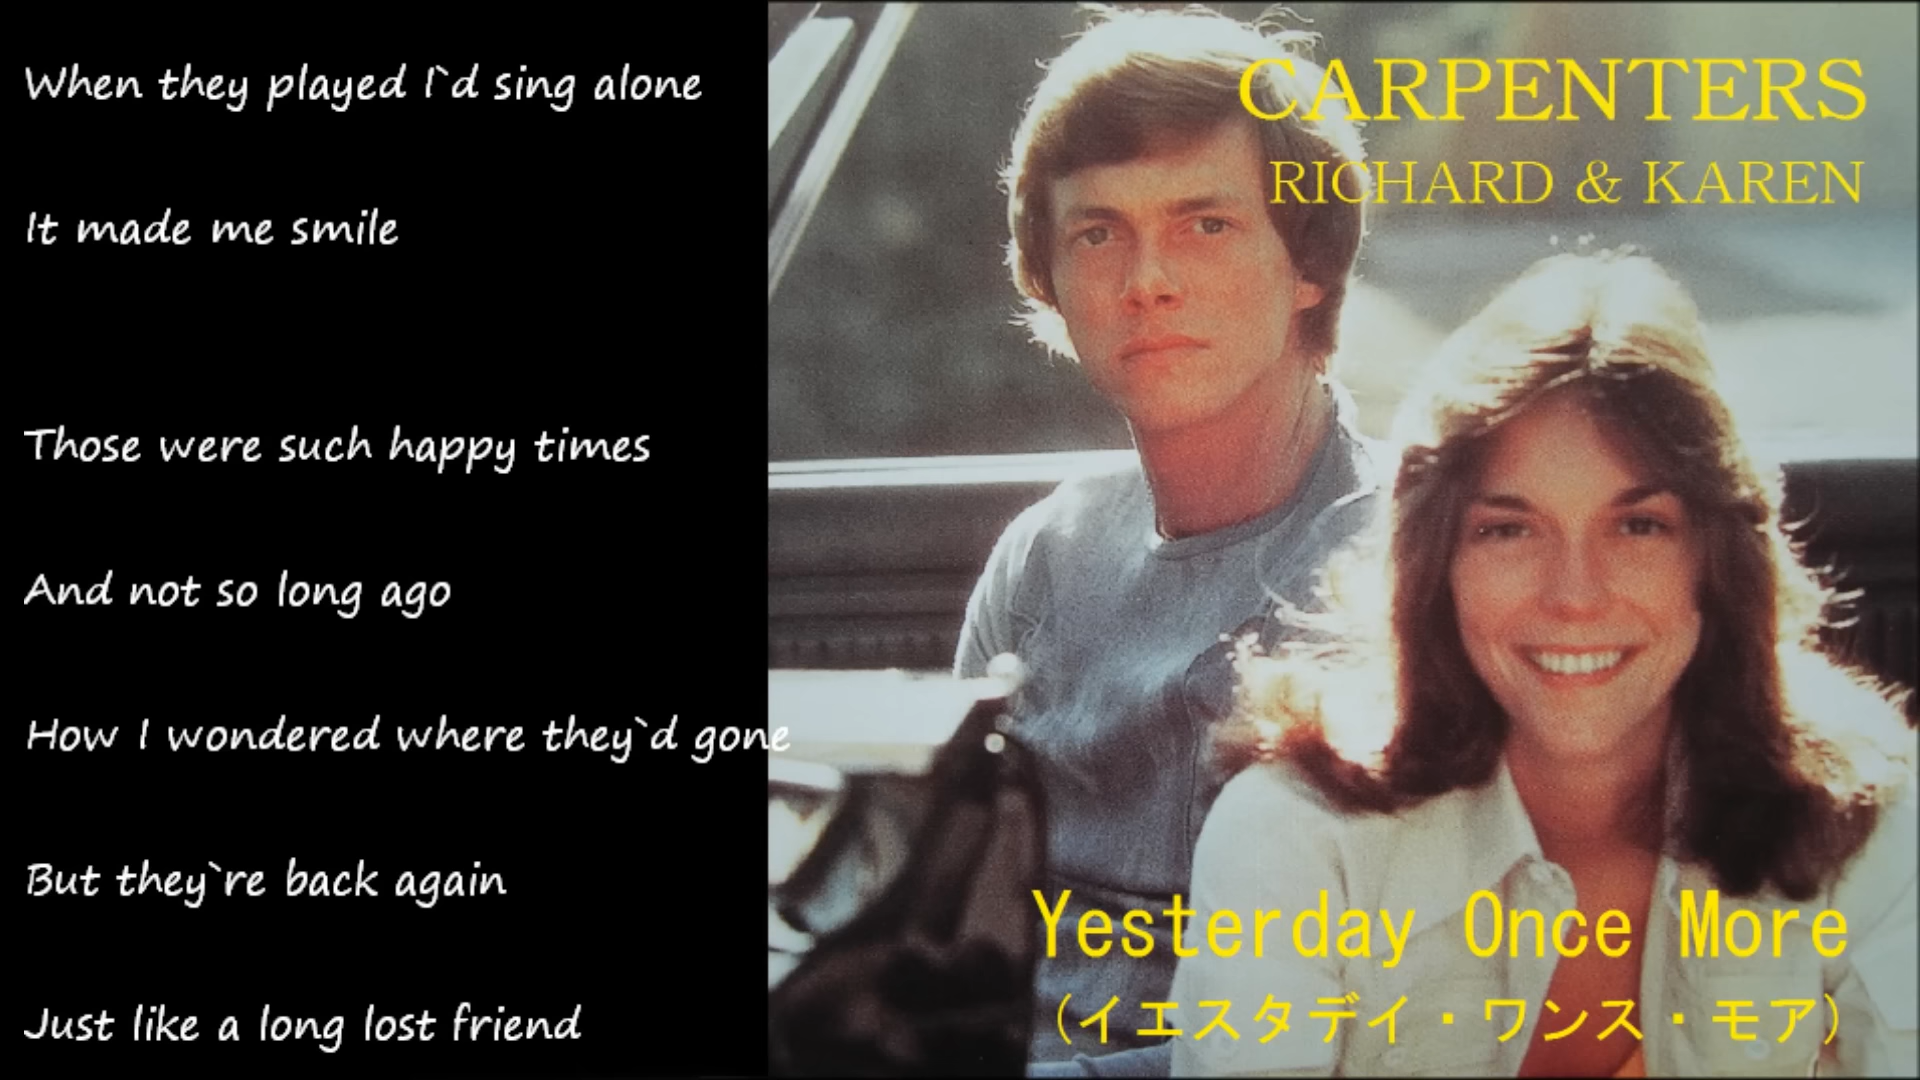 When they played I`d sing alone
It made me smile
Those were such happy times
And not so long ago
How I wondered where they`d gone
But they`re back again
Just like a long lost friend
CARPENTERS
RICHARD & KAREN
Yesterday Once More
(イエスタデイ・ワンス・モア)